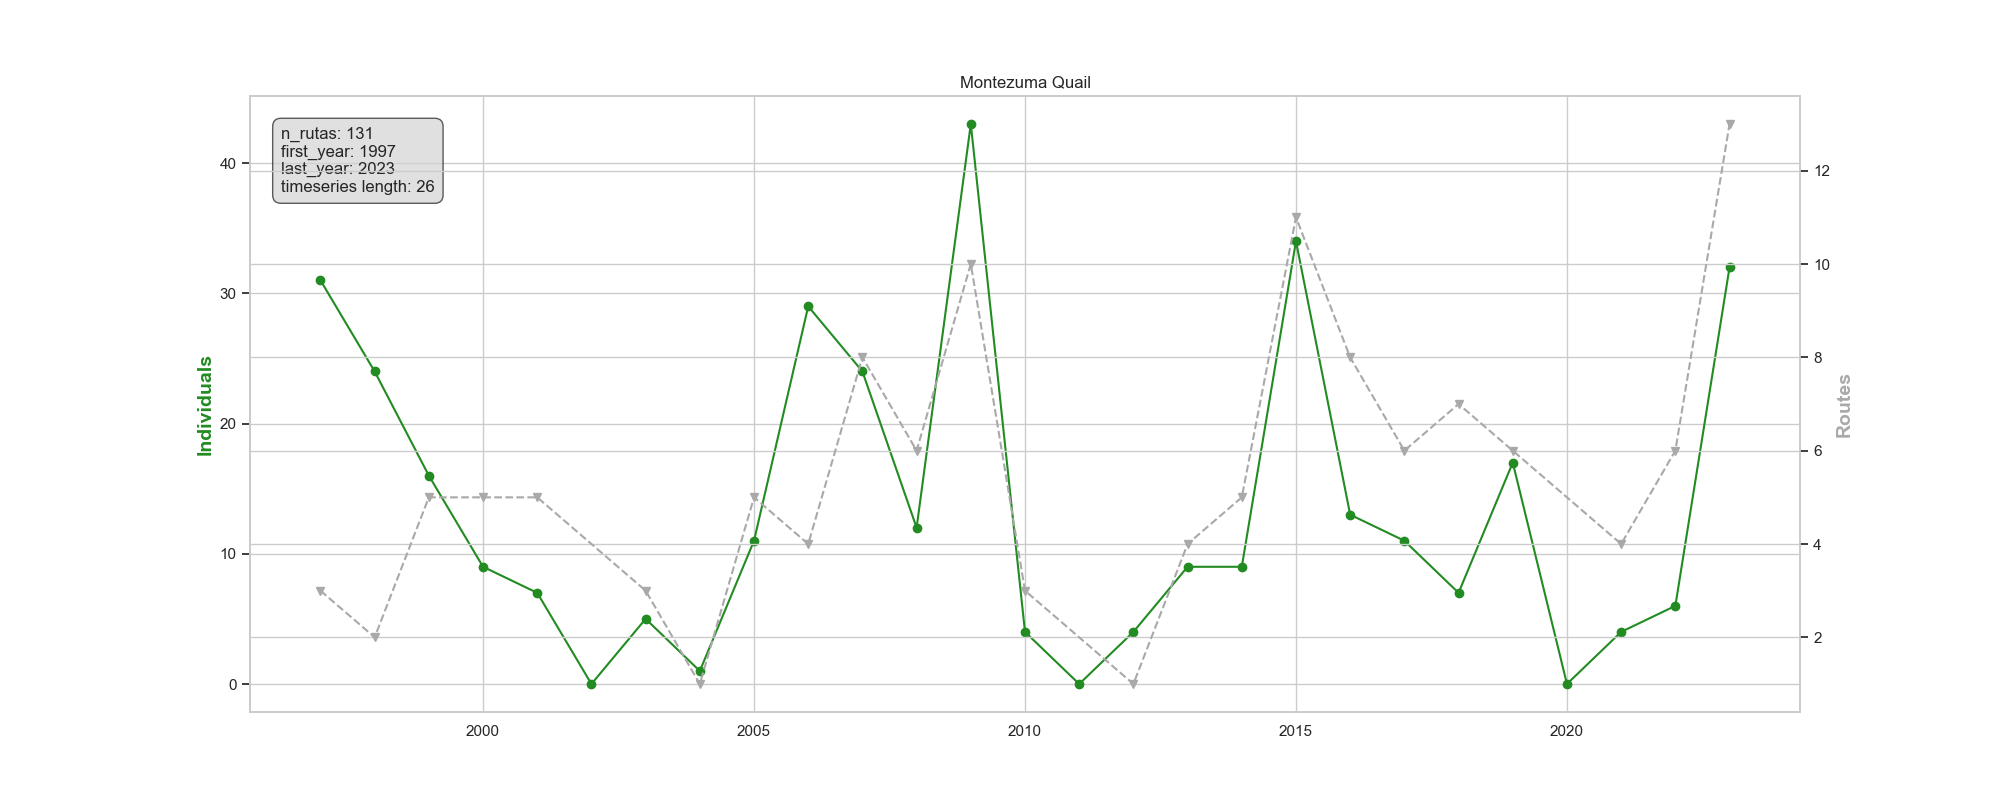 Montezuma Quail
n_rutas: 131
first_year: 1997
last_year: 2023
timeseries length: 26
40
30
20
10
0
Individuals
12
10
8
6
4
2
Routes
2000
2005
2010
2015
2020